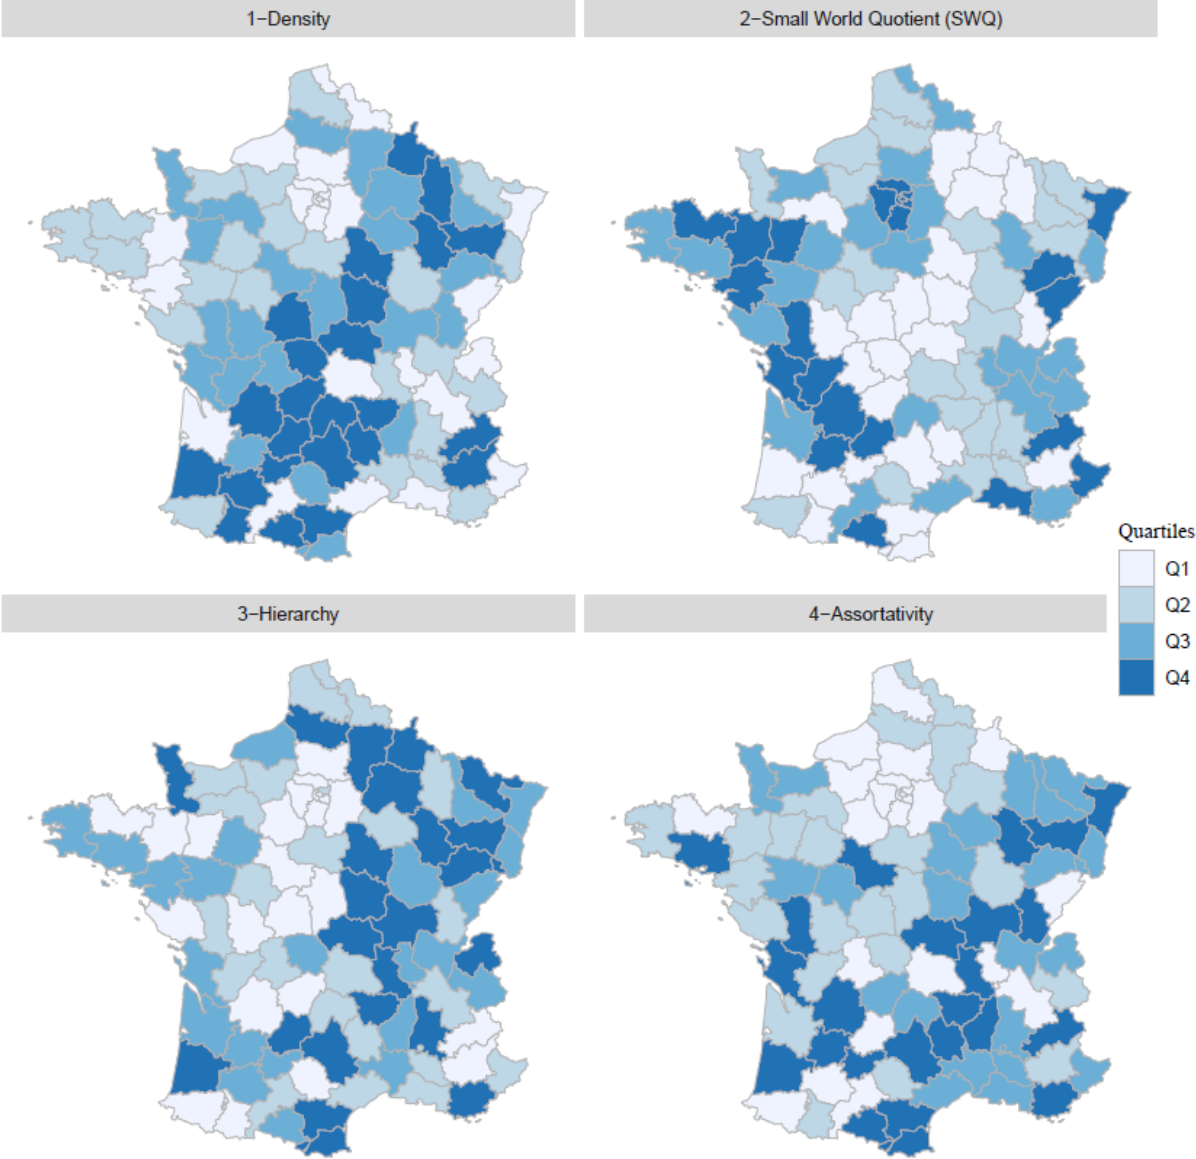 1−Density
2−Small World Quotient (SWQ)
Quartiles
Q1
Q2
Q3
Q4
3−Hierarchy
4−Assortativity